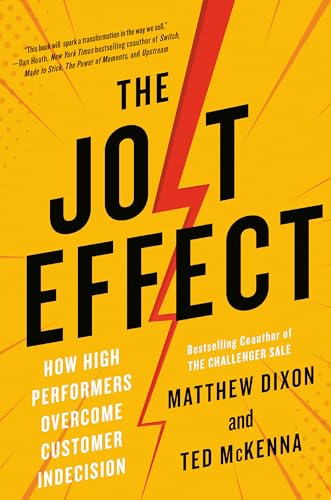 “This book will spark a transformation in the way we sell.”
—Dan Heath, New York Times bestselling coauthor of Switch,
Made to Stick, The Power of Moments, and Upstream
THE
JOLT
EFFECT
HOW HIGH
PERFORMERS
OVERCOME
CUSTOMER
INDECISION
Bestselling Coauthor of
THE CHALLENGER SALE
MATTHEW DIXON
and
TED McKENNA